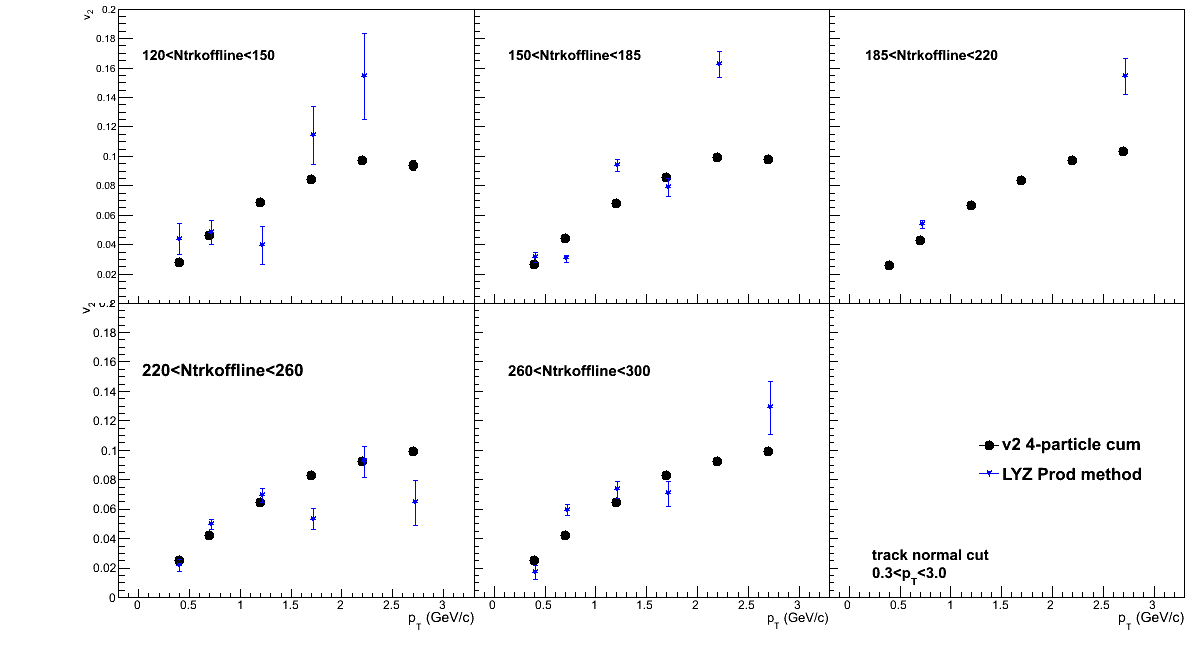 v2
0.2
0.18
0.16
0.14
0.12
0.1
0.08
0.06
0.04
0.02
120<Ntrkoffline<150
150<Ntrkoffline<185
185<Ntrkoffline<220
v2
0.18
0.16
0.14
0.12
0.1
0.08
0.06
0.04
0.02
0
220<Ntrkoffline<260
260<Ntrkoffline<300
v2 4-particle cum
LYZ Prod method
track normal cut
0.3<pT<3.0
0 0.5 1 1.5 2 2.5 3
pT (GeV/c)
0 0.5 1 1.5 2 2.5 3
pT (GeV/c)
0 0.5 1 1.5 2 2.5 3
pT (GeV/c)